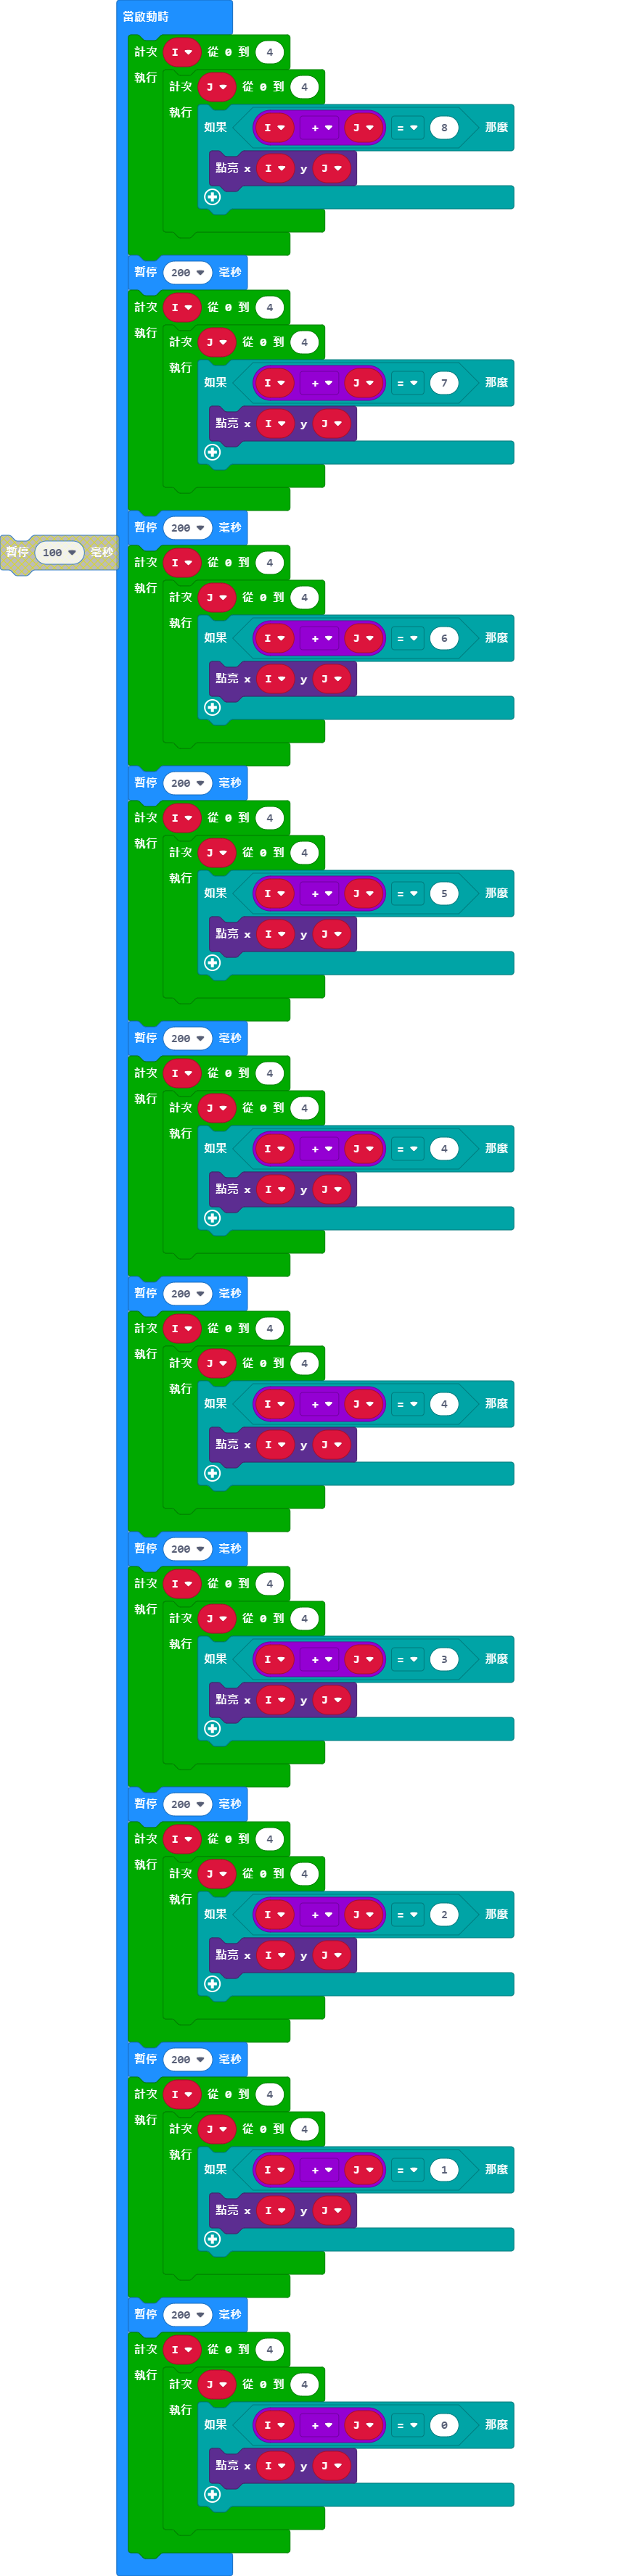 當啟動時
計次 I 從 0 到 4
執行
計次 J 從 0 到 4
執行
如果 I + J = 8 那麼
點亮 x I y J
暫停 200 毫秒
計次 I 從 0 到 4
執行
計次 J 從 0 到 4
執行
如果 I + J = 7 那麼
點亮 x I y J
暫停 200 毫秒
暫停 100 毫秒
計次 I 從 0 到 4
執行
計次 J 從 0 到 4
執行
如果 I + J = 6 那麼
點亮 x I y J
暫停 200 毫秒
計次 I 從 0 到 4
執行
計次 J 從 0 到 4
執行
如果 I + J = 5 那麼
點亮 x I y J
暫停 200 毫秒
計次 I 從 0 到 4
執行
計次 J 從 0 到 4
執行
如果 I + J = 4 那麼
點亮 x I y J
暫停 200 毫秒
計次 I 從 0 到 4
執行
計次 J 從 0 到 4
執行
如果 I + J = 4 那麼
點亮 x I y J
暫停 200 毫秒
計次 I 從 0 到 4
執行
計次 J 從 0 到 4
執行
如果 I + J = 3 那麼
點亮 x I y J
暫停 200 毫秒
計次 I 從 0 到 4
執行
計次 J 從 0 到 4
執行
如果 I + J = 2 那麼
點亮 x I y J
暫停 200 毫秒
計次 I 從 0 到 4
執行
計次 J 從 0 到 4
執行
如果 I + J = 1 那麼
點亮 x I y J
暫停 200 毫秒
計次 I 從 0 到 4
執行
計次 J 從 0 到 4
執行
如果 I + J = 0 那麼
點亮 x I y J